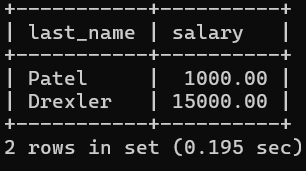 +-----------+----------+
| last_name | salary   |
+-----------+----------+
| Patel     |  1000.00 |
| Drexler   | 15000.00 |
+-----------+----------+
2 rows in set (0.195 sec)